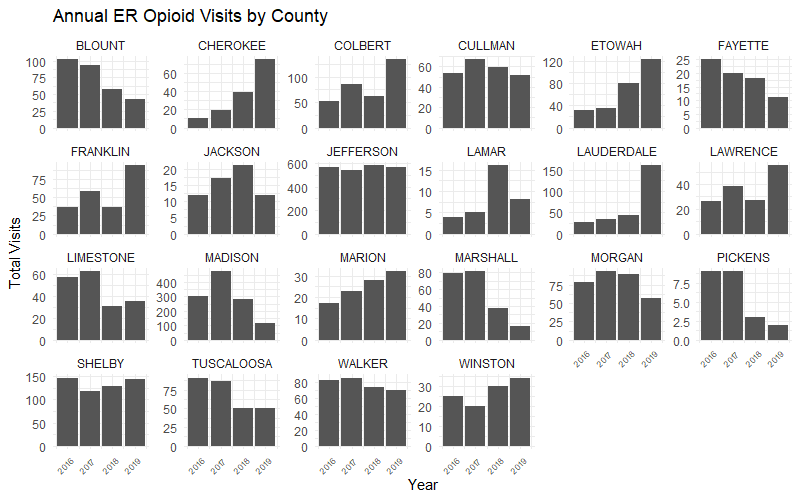 Annual ER Opioid Visits by County
BLOUNT CHEROKEE COLBERT CULLMAN ETOWAH FAYETTE
100 75 50 25 0
60 40 20 0
100 50 0
60 40 20 0
120 80 40 0
25 20 15 10 5 0
FRANKLIN JACKSON JEFFERSON LAMAR LAUDERDALE LAWRENCE
75 50 25 0
20 15 10 5 0
600 400 200 0
15 10 5 0
150 100 50 0
40 20 0
Total Visits
LIMESTONE MADISON MARION MARSHALL MORGAN PICKENS
60 40 20 0
400 300 200 100 0
30 20 10 0
80 60 40 20 0
75 50 25 0
7.5 5.0 2.5 0.0
2016 2017 2018 2019
2016 2017 2018 2019
SHELBY TUSCALOOSA WALKER WINSTON
150 100 50 0
75 50 25 0
80 60 40 20 0
30 20 10 0
2016 2017 2018 2019
2016 2017 2018 2019
2016 2017 2018 2019
2016 2017 2018 2019
Year